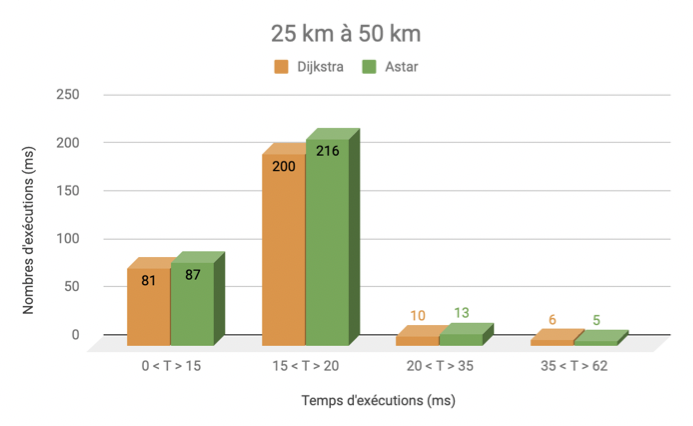 25 km à 50 km
Dijkstra Astar
Nombres d'exécutions (ms)
250
200
150
100
50
0
81 87
200 216
10 13
6 5
0 < T > 15 15 < T > 20 20 < T > 35 35 < T > 62
Temps d'exécutions (ms)